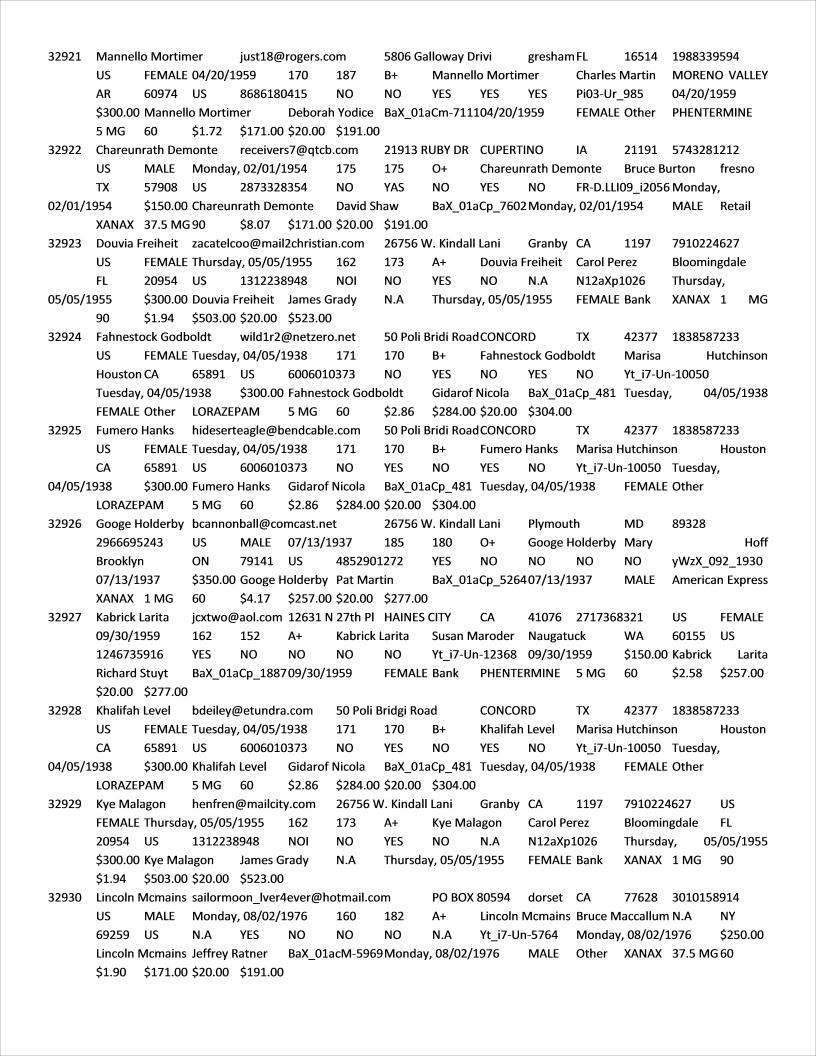 32921 Mannello Mortimer just18@rogers.com 5806 Galloway Drivi gresham FL 16514 1988339594
US FEMALE 04/20/1959 170 187 B+ Mannello Mortimer Charles Martin MORENO VALLEY
AR 60974 US 8686180415 NO NO YES YES YES Pi03-Ur_985 04/20/1959
$300.00 Mannello Mortimer Deborah Yodice BaX_01aCm-7111 04/20/1959 FEMALE Other PHENTERMINE
5 MG 60 $1.72 $171.00 $20.00 $191.00
32922 Chareunrath Demonte receivers7@qtcb.com 21913 RUBY DR CUPERTINO IA 21191 5743281212
US MALE Monday, 02/01/1954 175 175 O+ Chareunrath Demonte Bruce Burton fresno
TX 57908 US 2873328354 NO YAS NO YES NO FR-D.LLI09_i2056 Monday,
02/01/1954 $150.00 Chareunrath Demonte David Shaw BaX_01aCp_7602 Monday, 02/01/1954 MALE Retail
XANAX 37.5 MG 90 $8.07 $171.00 $20.00 $191.00
32923 Douvia Freiheit zacatelcoo@mail2christian.com 26756 W. Kindall Lani Granby CA 1197 7910224627
US FEMALE Thursday, 05/05/1955 162 173 A+ Douvia Freiheit Carol Perez Bloomingdale
FL 20954 US 1312238948 NOI NO YES NO N.A N12aXp1026 Thursday,
05/05/1955 $300.00 Douvia Freiheit James Grady N.A Thursday, 05/05/1955 FEMALE Bank XANAX 1 MG
90 $1.94 $503.00 $20.00 $523.00
32924 Fahnestock Godboldt wild1r2@netzero.net 50 Poli Bridi Road CONCORD TX 42377 1838587233
US FEMALE Tuesday, 04/05/1938 171 170 B+ Fahnestock Godboldt Marisa Hutchinson
Houston CA 65891 US 6006010373 NO YES NO YES NO Yt_i7-Un-10050
Tuesday, 04/05/1938 $300.00 Fahnestock Godboldt Gidarof Nicola BaX_01aCp_481 Tuesday, 04/05/1938
FEMALE Other LORAZEPAM 5 MG 60 $2.86 $284.00 $20.00 $304.00
32925 Fumero Hanks hideserteagle@bendcable.com 50 Poli Bridi Road CONCORD TX 42377 1838587233
US FEMALE Tuesday, 04/05/1938 171 170 B+ Fumero Hanks Marisa Hutchinson Houston
CA 65891 US 6006010373 NO YES NO YES NO Yt_i7-Un-10050 Tuesday,
04/05/1938 $300.00 Fumero Hanks Gidarof Nicola BaX_01aCp_481 Tuesday, 04/05/1938 FEMALE Other
LORAZEPAM 5 MG 60 $2.86 $284.00 $20.00 $304.00
32926 Googe Holderby bcannonball@comcast.net 26756 W. Kindall Lani Plymouth MD 89328
2966695243 US MALE 07/13/1937 185 180 O+ Googe Holderby Mary Hoff
Brooklyn ON 79141 US 4852901272 YES NO NO NO NO yWzX_092_1930
07/13/1937 $350.00 Googe Holderby Pat Martin BaX_01aCp_5264 07/13/1937 MALE American Express
XANAX 1 MG 60 $4.17 $257.00 $20.00 $277.00
32927 Kabrick Larita jcxtwo@aol.com 12631 N 27th Pl HAINES CITY CA 41076 2717368321 US FEMALE
09/30/1959 162 152 A+ Kabrick Larita Susan Maroder Naugatuck WA 60155 US
1246735916 YES NO NO NO NO Yt_i7-Un-12368 09/30/1959 $150.00 Kabrick Larita
Richard Stuyt BaX_01aCp_1887 09/30/1959 FEMALE Bank PHENTERMINE 5 MG 60 $2.58 $257.00
$20.00 $277.00
32928 Khalifah Level bdeiley@etundra.com 50 Poli Bridgi Road CONCORD TX 42377 1838587233
US FEMALE Tuesday, 04/05/1938 171 170 B+ Khalifah Level Marisa Hutchinson Houston
CA 65891 US 6006010373 NO YES NO YES NO Yt_i7-Un-10050 Tuesday,
04/05/1938 $300.00 Khalifah Level Gidarof Nicola BaX_01aCp_481 Tuesday, 04/05/1938 FEMALE Other
LORAZEPAM 5 MG 60 $2.86 $284.00 $20.00 $304.00
32929 Kye Malagon henfren@mailcity.com 26756 W. Kindall Lani Granby CA 1197 7910224627 US
FEMALE Thursday, 05/05/1955 162 173 A+ Kye Malagon Carol Perez Bloomingdale FL
20954 US 1312238948 NOI NO YES NO N.A N12aXp1026 Thursday, 05/05/1955
$300.00 Kye Malagon James Grady N.A Thursday, 05/05/1955 FEMALE Bank XANAX 1 MG 90
$1.94 $503.00 $20.00 $523.00
32930 Lincoln Mcmains sailormoon_lver4ever@hotmail.com PO BOX 80594 dorset CA 77628 3010158914
US MALE Monday, 08/02/1976 160 182 A+ Lincoln Mcmains Bruce Maccallum N.A NY
69259 US N.A YES NO NO NO N.A Yt_i7-Un-5764 Monday, 08/02/1976 $250.00
Lincoln Mcmains Jeffrey Ratner BaX_01acM-5969 Monday, 08/02/1976 MALE Other XANAX 37.5 MG 60
$1.90 $171.00 $20.00 $191.00